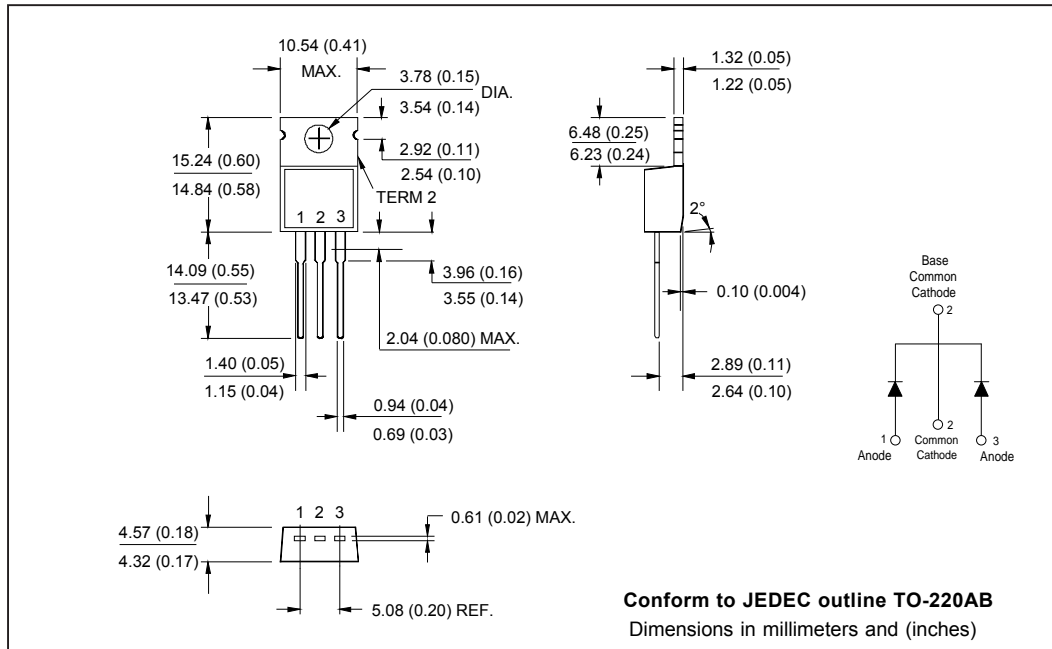 10.54 (0.41)
MAX.
3.78 (0.15)
3.54 (0.14)
DIA.
2.92 (0.11)
2.54 (0.10)
TERM 2
15.24 (0.60)
14.84 (0.58)
1 2 3
14.09 (0.55)
13.47 (0.53)
3.96 (0.16)
3.55 (0.14)
2.04 (0.080) MAX.
1.40 (0.05)
1.15 (0.04)
0.94 (0.04)
0.69 (0.03)
1.32 (0.05)
1.22 (0.05)
6.48 (0.25)
6.23 (0.24)
2°
0.10 (0.004)
2.89 (0.11)
2.64 (0.10)
Base
Common
Cathode
2
1
Anode
2
Common
Cathode
3
Anode
1 2 3
4.57 (0.18)
4.32 (0.17)
0.61 (0.02) MAX.
5.08 (0.20) REF.
Conform to JEDEC outline TO-220AB
Dimensions in millimeters and (inches)